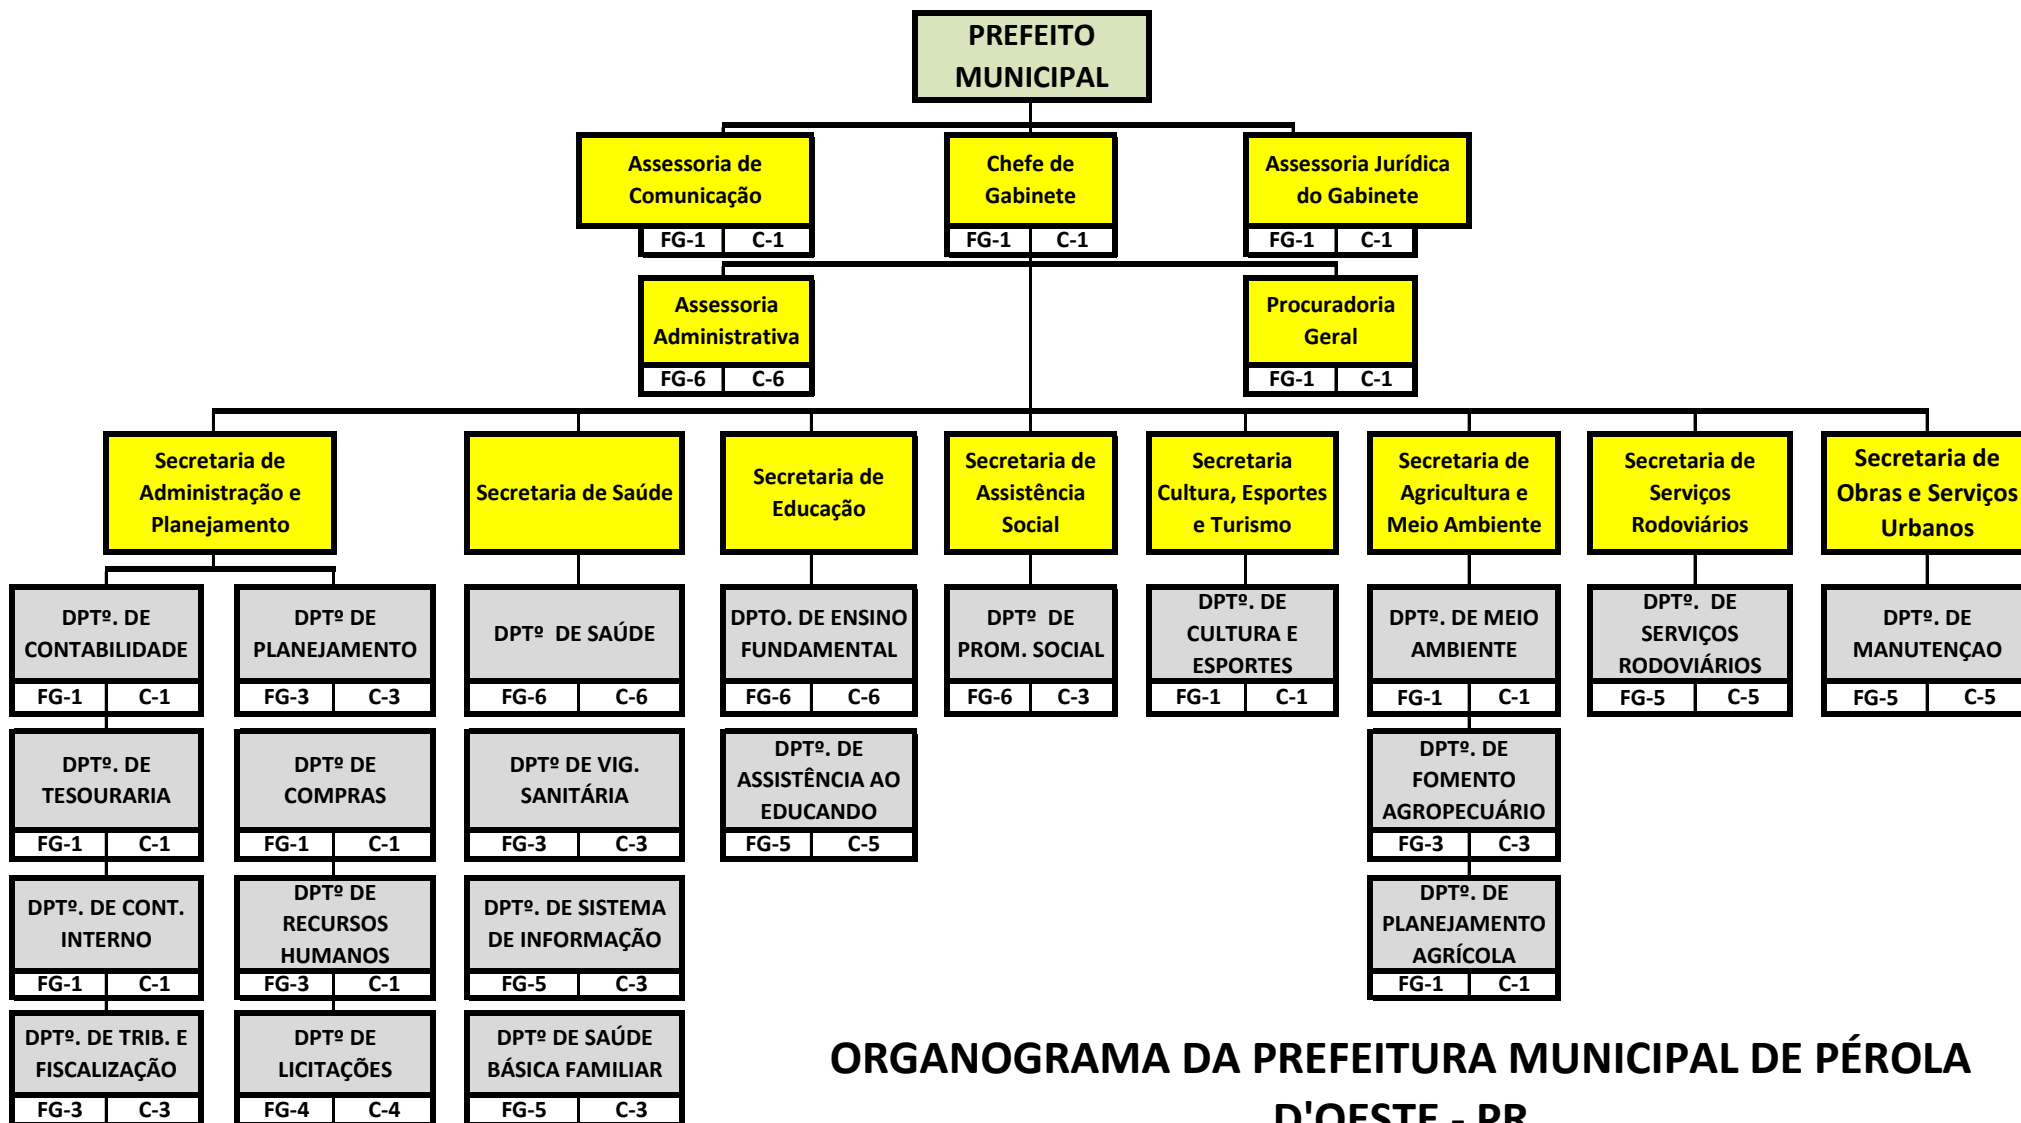 PREFEITO
MUNICIPAL
Assessoria de
Comunicação
FG-1 C-1
Chefe de
Gabinete
FG-1 C-1
Assessoria Jurídica
do Gabinete
FG-1 C-1
Assessoria
Administrativa
FG-6 C-6
Procuradoria
Geral
FG-1 C-1
Secretaria de
Administração e
Planejamento
Secretaria de Saúde
Secretaria de
Educação
Secretaria de
Assistência
Social
Secretaria
Cultura, Esportes
e Turismo
Secretaria de
Agricultura e
Meio Ambiente
Secretaria de
Serviços
Rodoviários
Secretaria de
Obras e Serviços
Urbanos
DPTº. DE
CONTABILIDADE
FG-1 C-1
DPTº DE
PLANEJAMENTO
FG-3 C-3
DPTº DE SAÚDE
FG-6 C-6
DPTO. DE ENSINO
FUNDAMENTAL
FG-6 C-6
DPTº DE
PROM. SOCIAL
FG-6 C-3
DPTº. DE
CULTURA E
ESPORTES
FG-1 C-1
DPTº. DE MEIO
AMBIENTE
FG-1 C-1
DPTº. DE
SERVIÇOS
RODOVIÁRIOS
FG-5 C-5
DPTº. DE
MANUTENÇAO
FG-5 C-5
DPTº. DE
TESOURARIA
FG-1 C-1
DPTº DE
COMPRAS
FG-1 C-1
DPTº DE VIG.
SANITÁRIA
FG-3 C-3
DPTº. DE
ASSISTÊNCIA AO
EDUCANDO
FG-5 C-5
DPTº. DE
FOMENTO
AGROPECUÁRIO
FG-3 C-3
DPTº. DE CONT.
INTERNO
FG-1 C-1
DPTº DE
RECURSOS
HUMANOS
FG-3 C-1
DPTº. DE SISTEMA
DE INFORMAÇÃO
FG-5 C-3
DPTº. DE
PLANEJAMENTO
AGRÍCOLA
FG-1 C-1
DPTº. DE TRIB. E
FISCALIZAÇÃO
FG-3 C-3
DPTº DE
LICITAÇÕES
FG-4 C-4
DPTº DE SAÚDE
BÁSICA FAMILIAR
FG-5 C-3
ORGANOGRAMA DA PREFEITURA MUNICIPAL DE PÉROLA
D'OESTE - PR